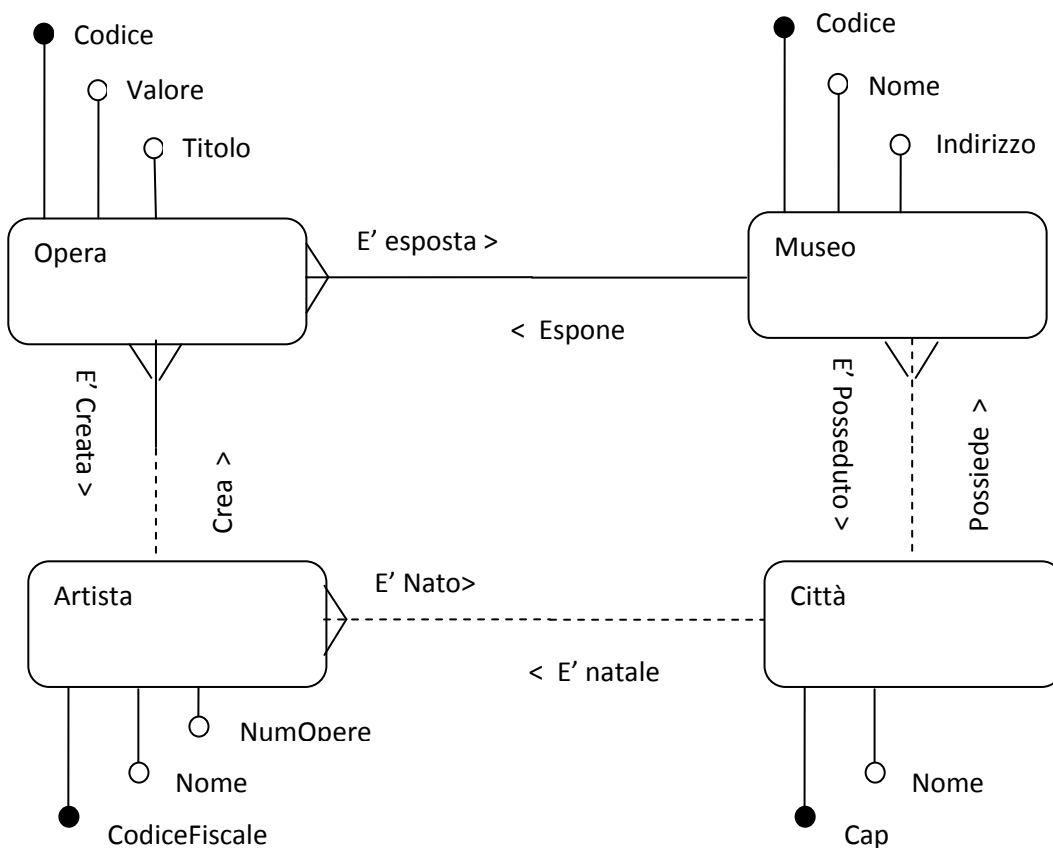 Codice
Valore
Titolo
Opera
Codice
Nome
Indirizzo
Museo
E’ esposta >
< Espone
E’ Creata >
Crea >
E’ Posseduto >
Possiede >
Artista
E’ Nato>
< E’ natale
Città
NumOpere
Nome
CodiceFiscale
Nome
Cap